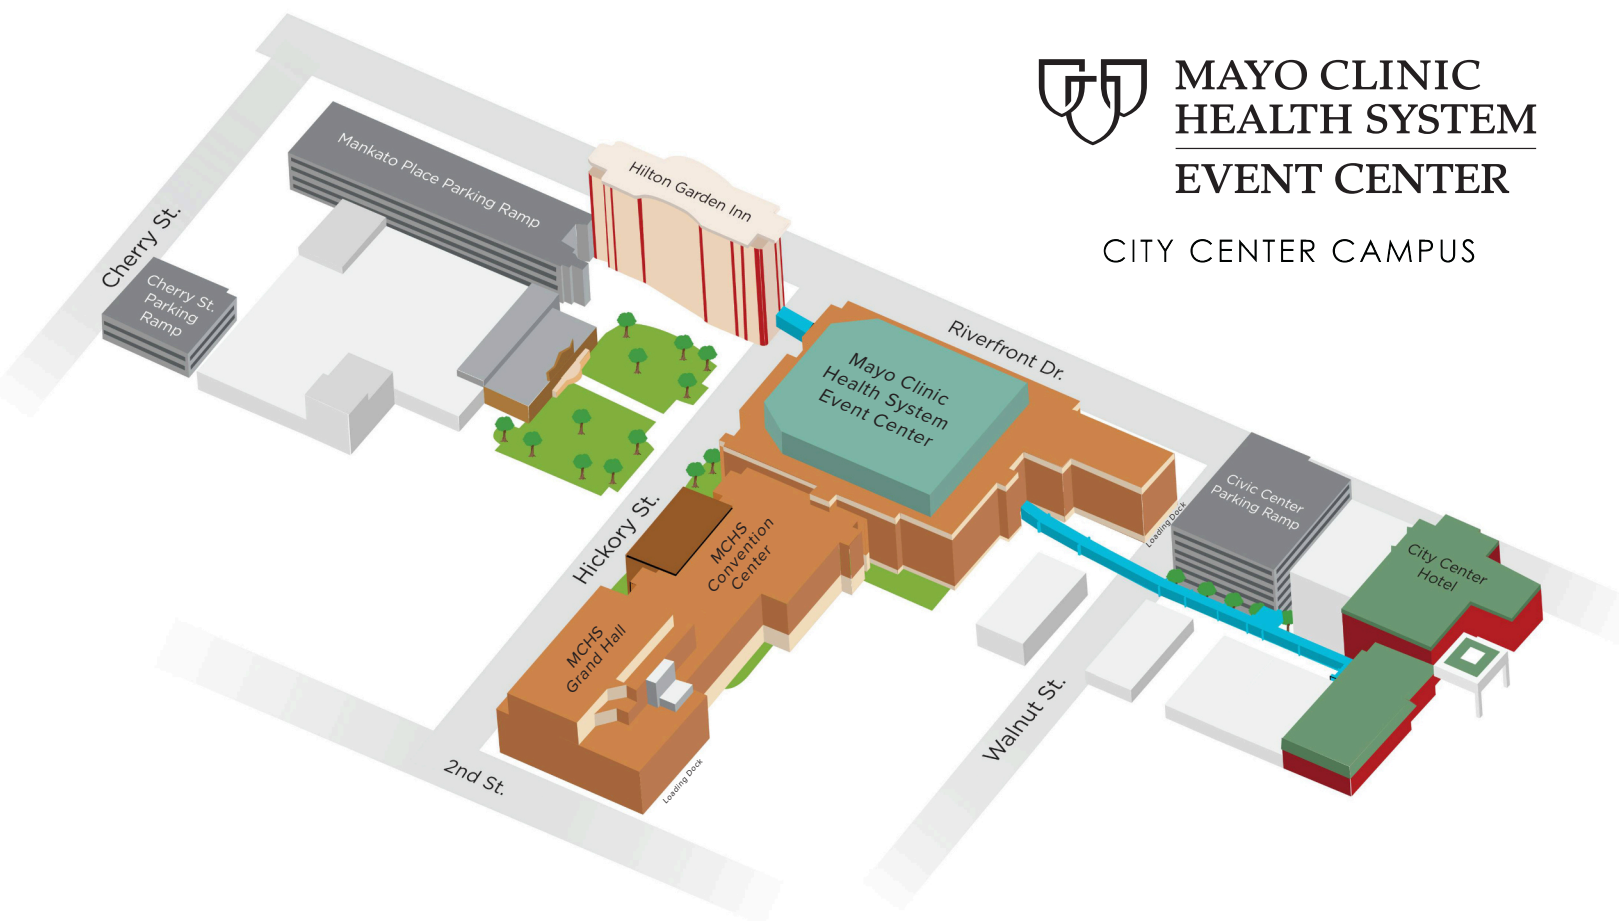 MAYO CLINIC
HEALTH SYSTEM
EVENT CENTER
CITY CENTER CAMPUS
Mankato Place Parking Ramp
Hilton Garden Inn
Cherry St.
Cherry St.
Parking
Ramp
Riverfront Dr.
Mayo Clinic
Health System
Event Center
Civic Center
Parking Ramp
Loading Dock
City Center
Hotel
Hickory St.
MCHS
Convention
Center
MCHS
Grand Hall
Walnut St.
2nd St.
Loading Dock